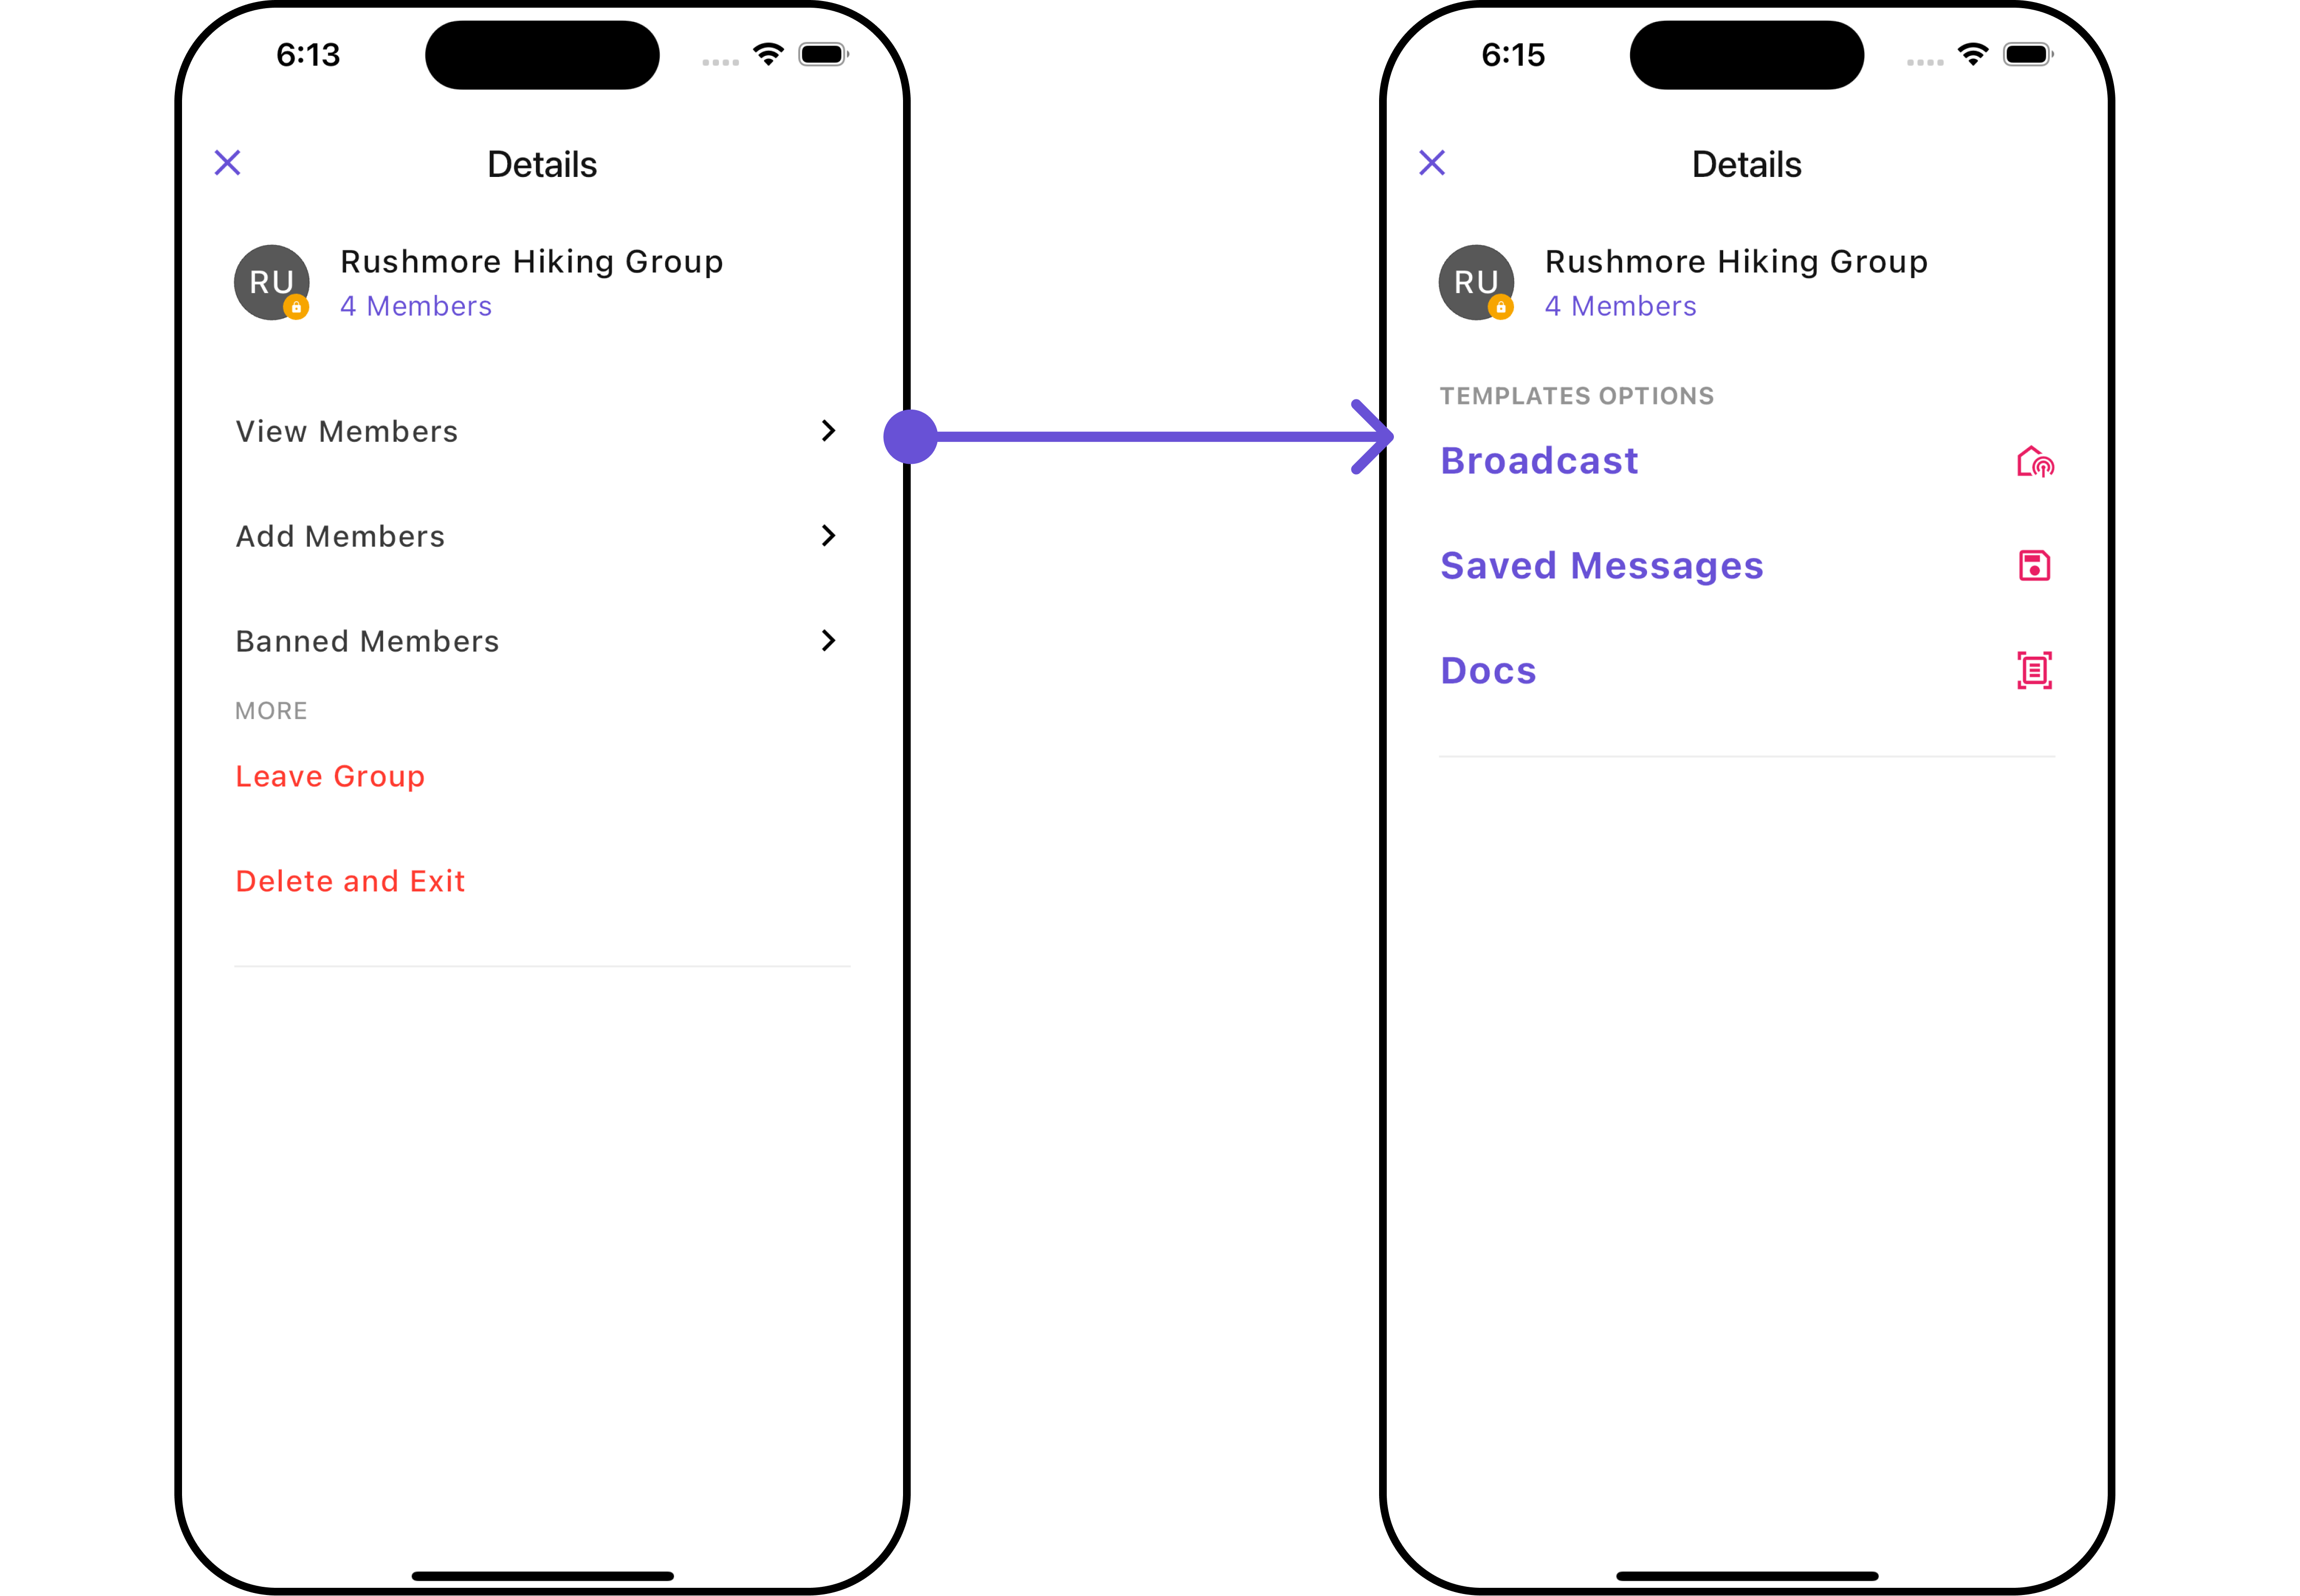 6:13
Details
RU
Rushmore Hiking Group
4 Members
View Members
Add Members
Banned Members
MORE
Leave Group
Delete and Exit
6:15
Details
RU
Rushmore Hiking Group
4 Members
TEMPLATES OPTIONS
Broadcast
Saved Messages
Docs